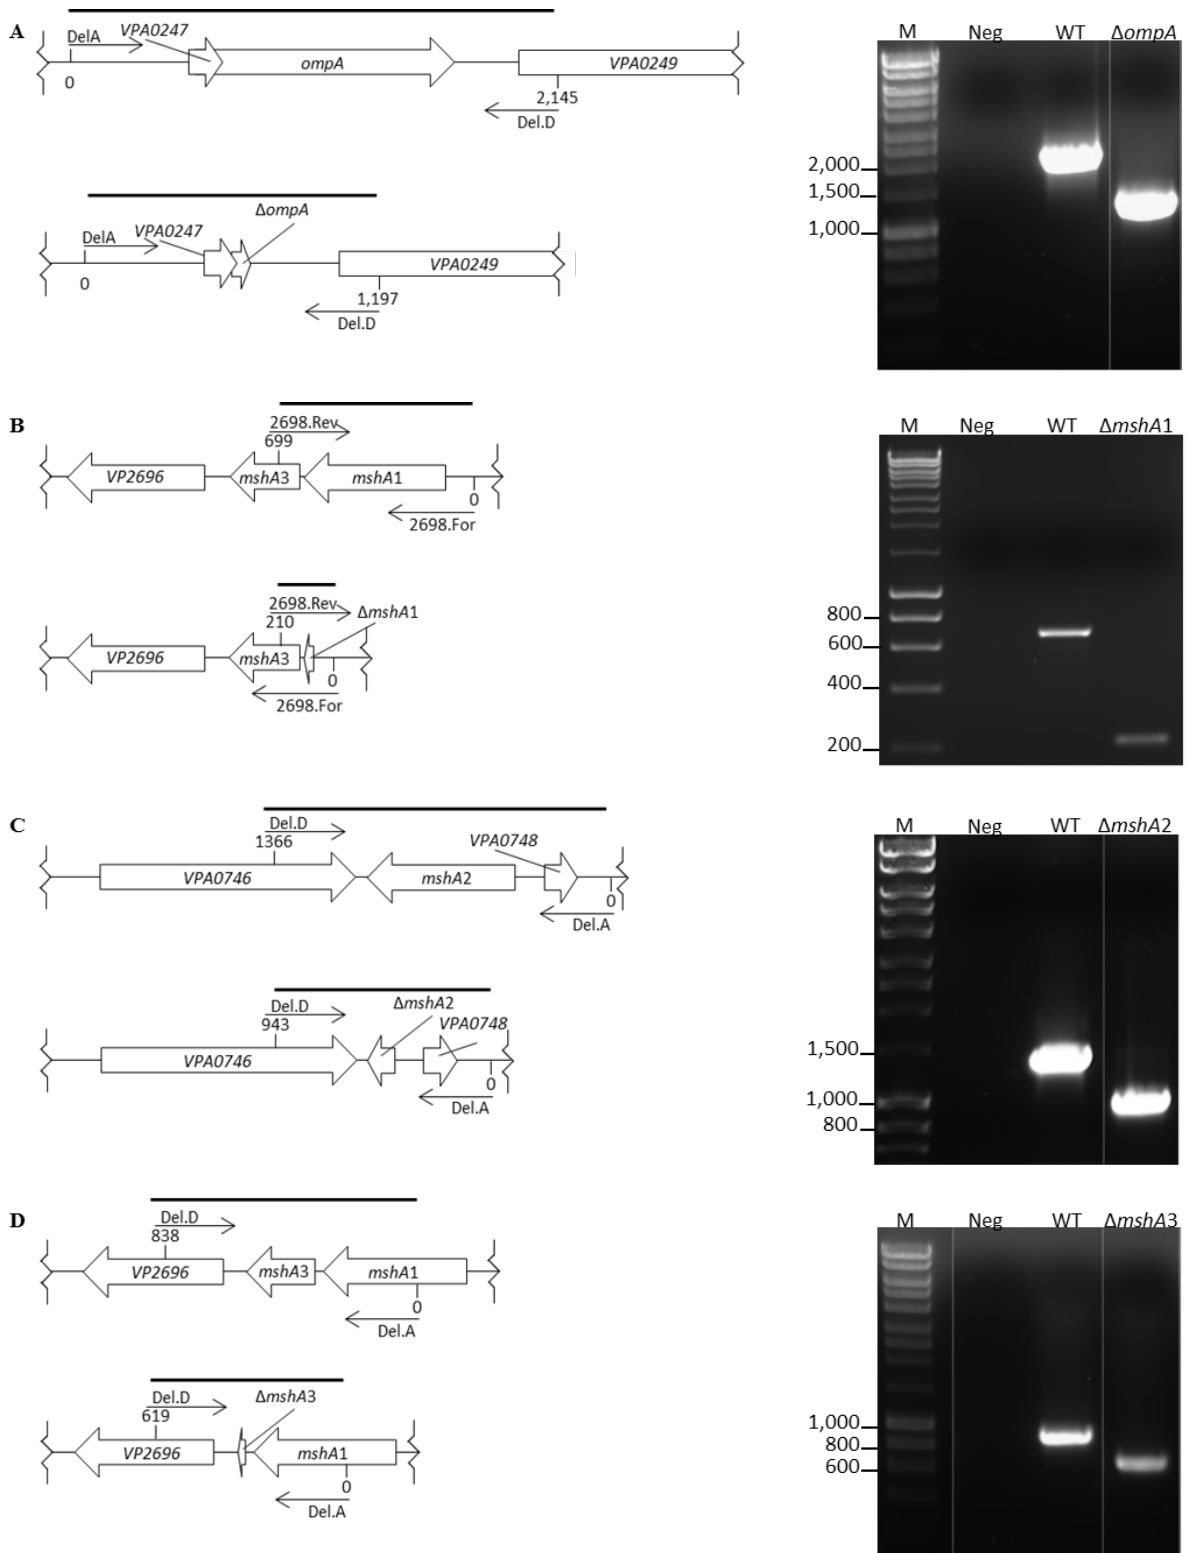 A
DelA
VPA0247
ompA
VPA0249
0
2,145
Del.D
DelA
VPA0247
ΔompA
VPA0249
0
1,197
Del.D
M Neg WT ΔompA
2,000
1,500
1,000
B
2698.Rev
699
VP2696
mshA3
mshA1
0
2698.For
2698.Rev
210
ΔmshA1
VP2696
mshA3
0
2698.For
M Neg WT ΔmshA1
800
600
400
200
C
Del.D
1366
VPA0748
VPA0746
mshA2
0
Del.A
Del.D
943
ΔmshA2
VPA0748
VPA0746
0
Del.A
M Neg WT ΔmshA2
1,500
1,000
800
D
Del.D
838
VP2696
mshA3
mshA1
0
Del.A
Del.D
619
ΔmshA3
VP2696
mshA1
0
Del.A
M Neg WT ΔmshA3
1,000
800
600